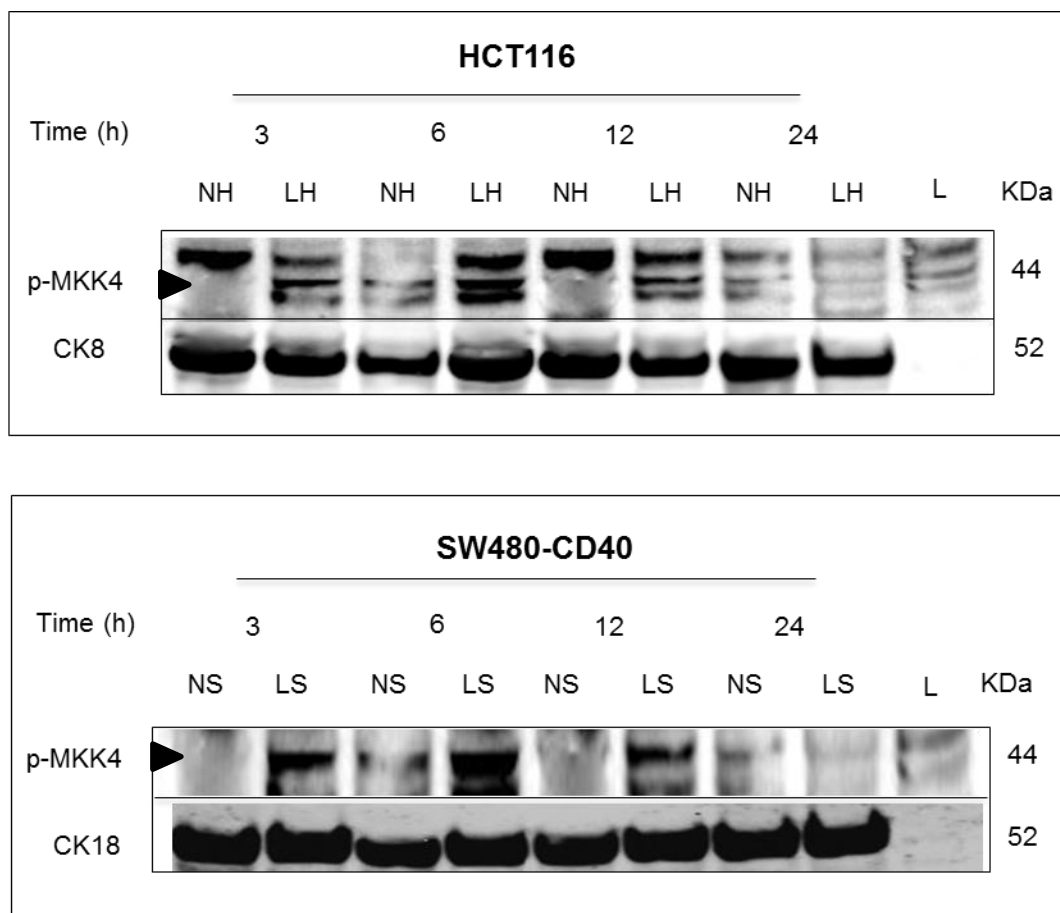 HCT116
Time (h) 3 6 12 24
NH LH NH LH NH LH NH LH L KDa
p-MKK4 44
CK8 52
SW480-CD40
Time (h) 3 6 12 24
NS LS NS LS NS LS NS LS L KDa
p-MKK4 44
CK18 52